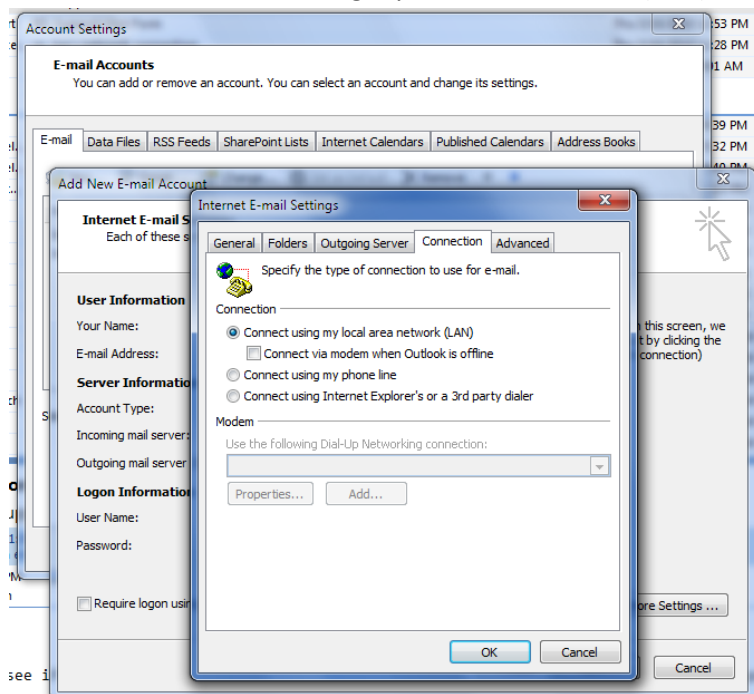 Account Settings
:53 PM
:28 PM
E-mail Accounts
You can add or remove an account. You can select an account and change its settings.
1 AM
39 PM
E-mail Data Files RSS Feeds SharePoint Lists Internet Calendars Published Calendars Address Books
32 PM
40 PM
Add New E-mail Account
Internet E-mail S
Each of these s
User Information
Your Name:
E-mail Address:
Server Informatio
Account Type:
Incoming mail server:
Outgoing mail server
Logon Information
User Name:
Password:
Require logon usin
this screen, we
t by clicking the
connection)
ore Settings ...
Cancel
Internet E-mail Settings
General Folders Outgoing Server Connection Advanced
Specify the type of connection to use for e-mail.
Connection
Connect using my local area network (LAN)
Connect via modem when Outlook is offline
Connect using my phone line
Connect using Internet Explorer's or a 3rd party dialer
Modem
Use the following Dial-Up Networking connection:
Properties... Add...
OK Cancel
see i